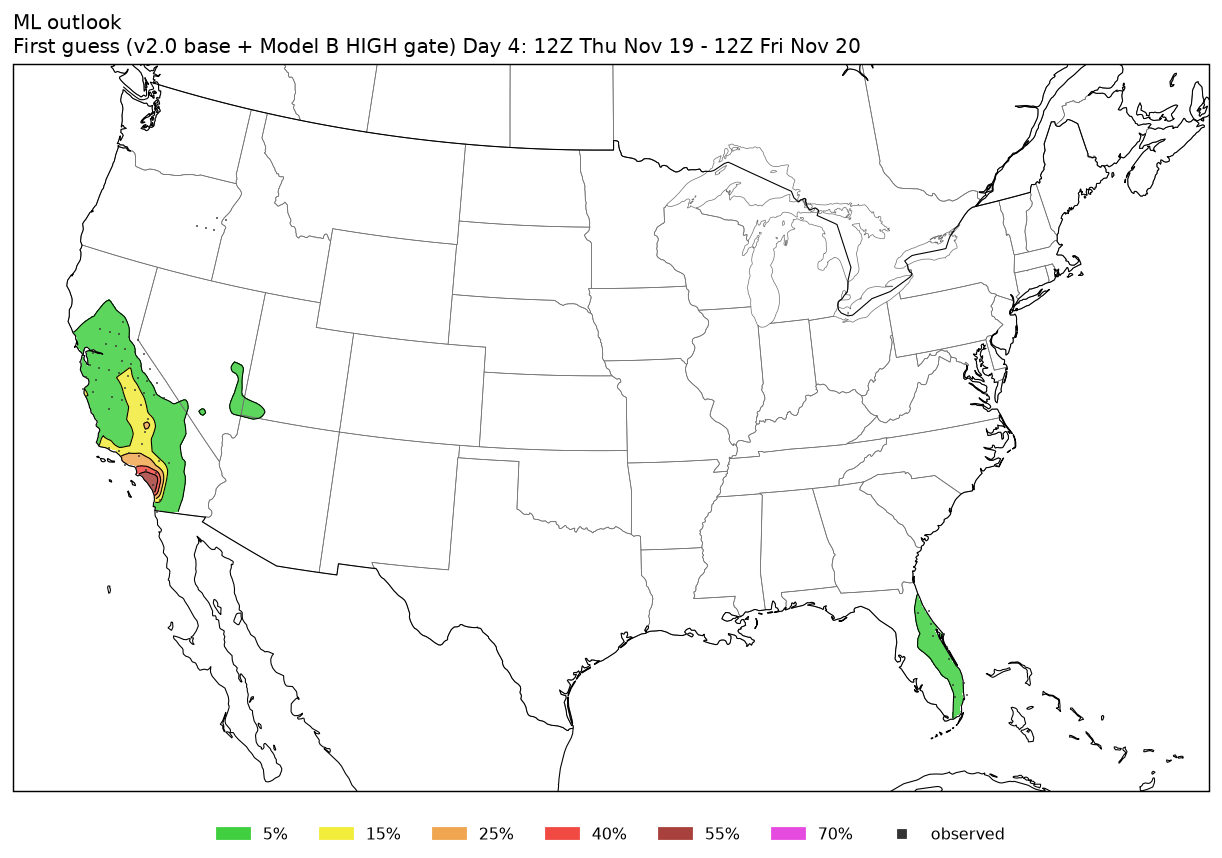 ML outlook
First guess (v2.0 base + Model B HIGH gate) Day 4: 12Z Thu Nov 19 - 12Z Fri Nov 20
5% 15% 25% 40% 55% 70% observed